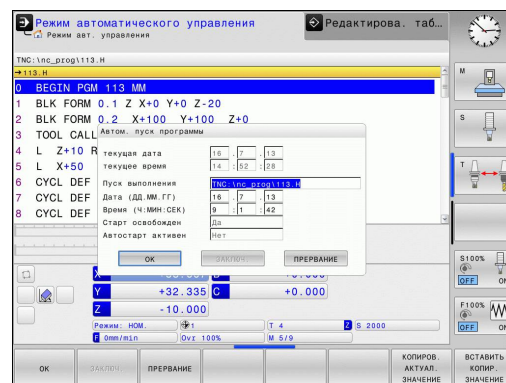 Режим автоматического управления
Редактирова. таб...
Режим авт. управления
TNC:\nc_prog\113.H
→113.H
0 BEGIN PGM 113 MM
1 BLK FORM 0.1 Z X+0 Y+0 Z-20
2 BLK FORM 0.2 X+100 Y+100 Z+0
3 TOOL CALL
4 L Z+10 R
5 L X+50
6 CYCL DEF
7 CYCL DEF
8 CYCL DEF
Автом. пуск программы
текущая дата 16 . 7 . 13
текущее время 14 : 52 : 28
Пуск выполнения TNC:\nc_prog\113.H
Дата (ДД.ММ.ГГ) 16 . 7 . 13
Время (Ч:МИН:СЕК) 9 : 1 : 42
Старт освобожден Да
Автостарт активен Нет
ОК ЗАКЛЮЧ. ПРЕРВАНИЕ
X
Y +32.335 C +0.000
Z -10.000
Режим: НОМ. 1 T 4 Z S 2000
F 0mm/min Ovr 100% M 5/9
M
S
T
S100%
OFF ON
F100%
OFF ON
ОК ЗАКЛЮЧ. ПРЕРВАНИЕ КОПИРОВ. АКТУАЛ. ЗНАЧЕНИЕ ВСТАВИТЬ КОПИР. ЗНАЧЕНИЕ